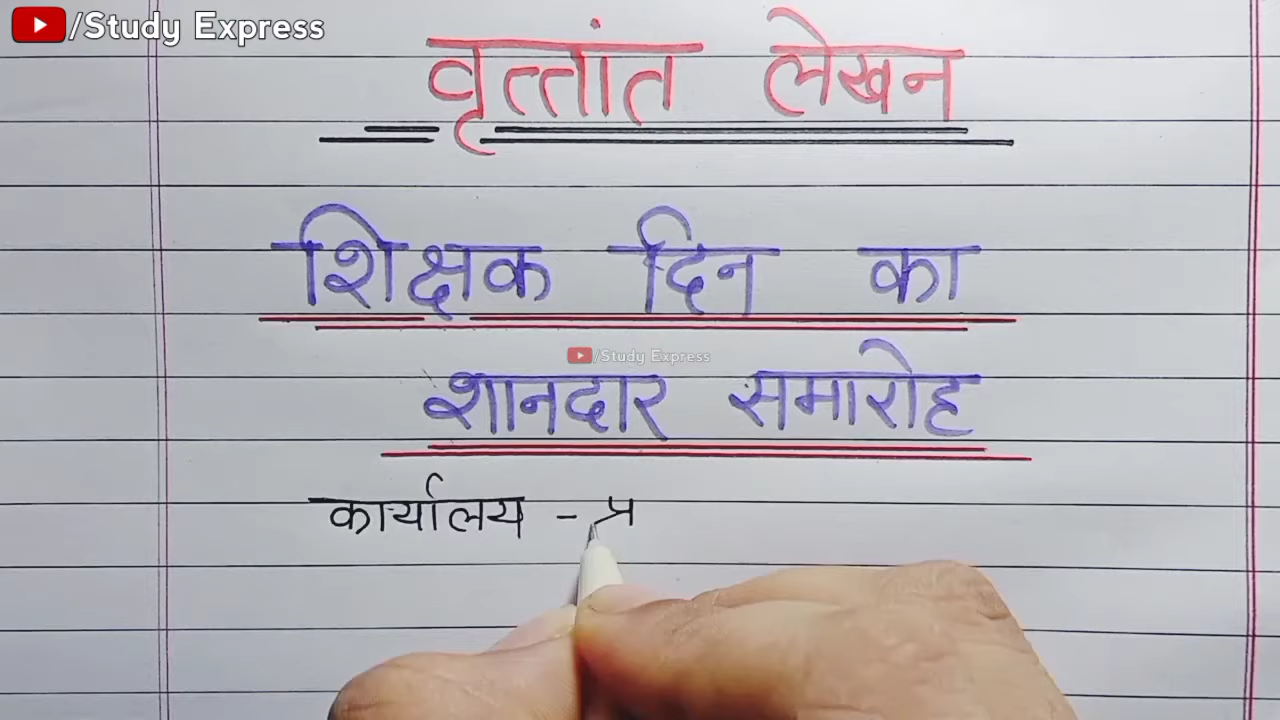 /Study Express
वृत्तांत लेखन
शिक्षक दिन का
/Study Express
शानदार समारोह
कार्यालय - प्र